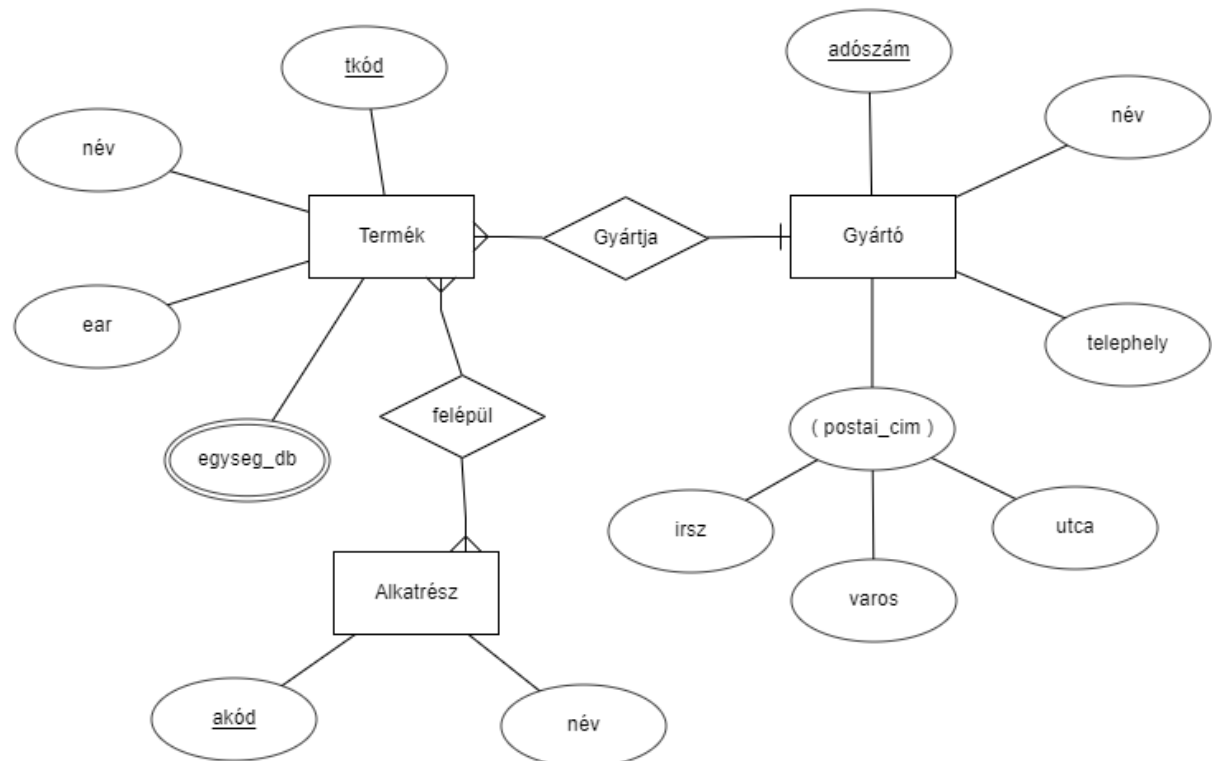 tkód
adószám
név
név
Termék
Gyártja
Gyártó
ear
telephely
felépül
( postai_cim )
egyseg_db
irsz
utca
Alkatrész
varos
akód
név